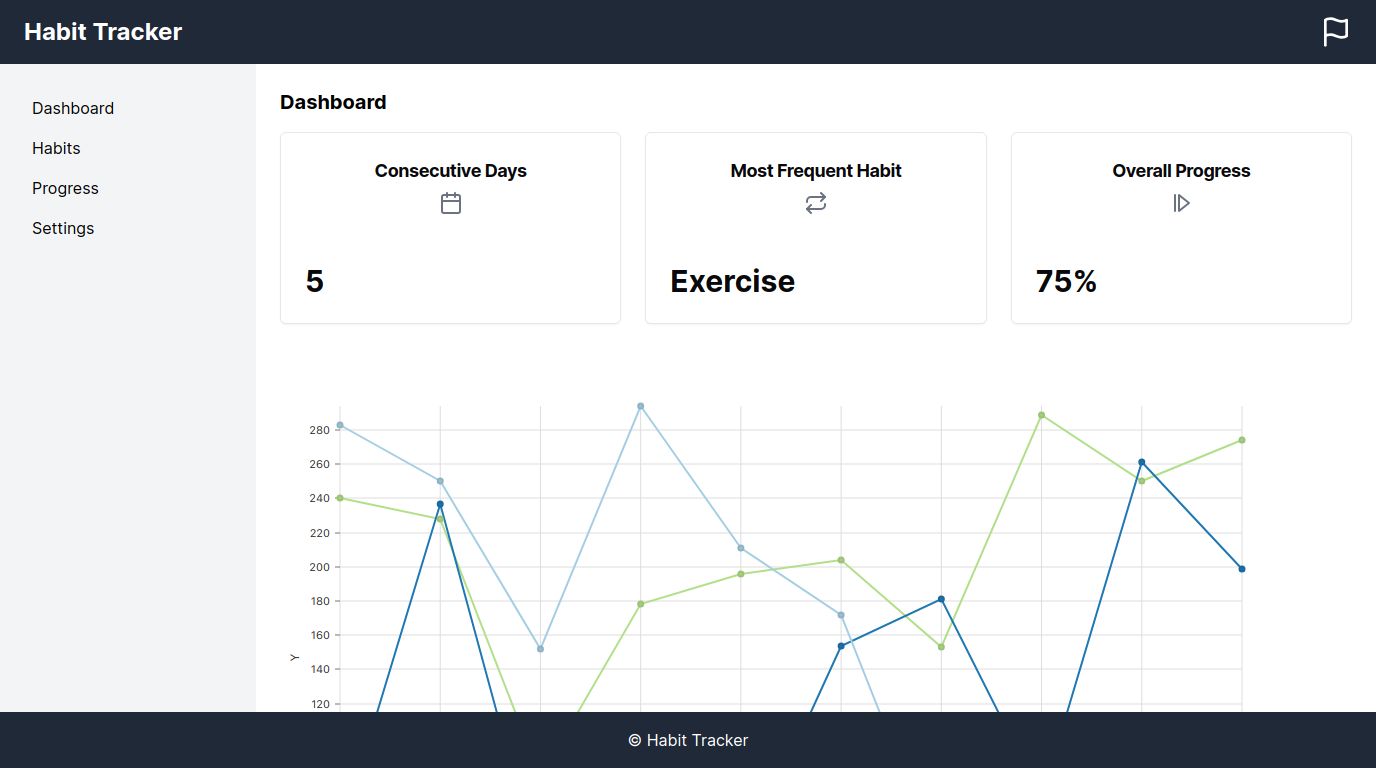 Habit Tracker
Dashboard
Habits
Progress
Settings
Dashboard
Consecutive Days
5
Most Frequent Habit
Exercise
Overall Progress
75%
280
260
240
220
200
180
160
140
120
Y
© Habit Tracker